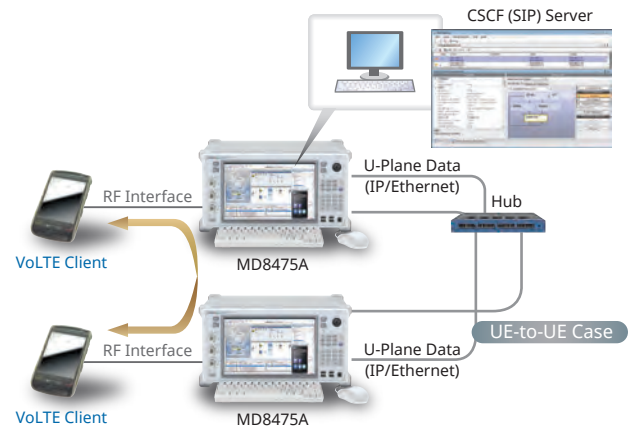 CSCF (SIP) Server
U-Plane Data
(IP/Ethernet)
RF Interface
Hub
VoLTE Client
MD8475A
UE-to-UE Case
RF Interface
U-Plane Data
(IP/Ethernet)
VoLTE Client
MD8475A